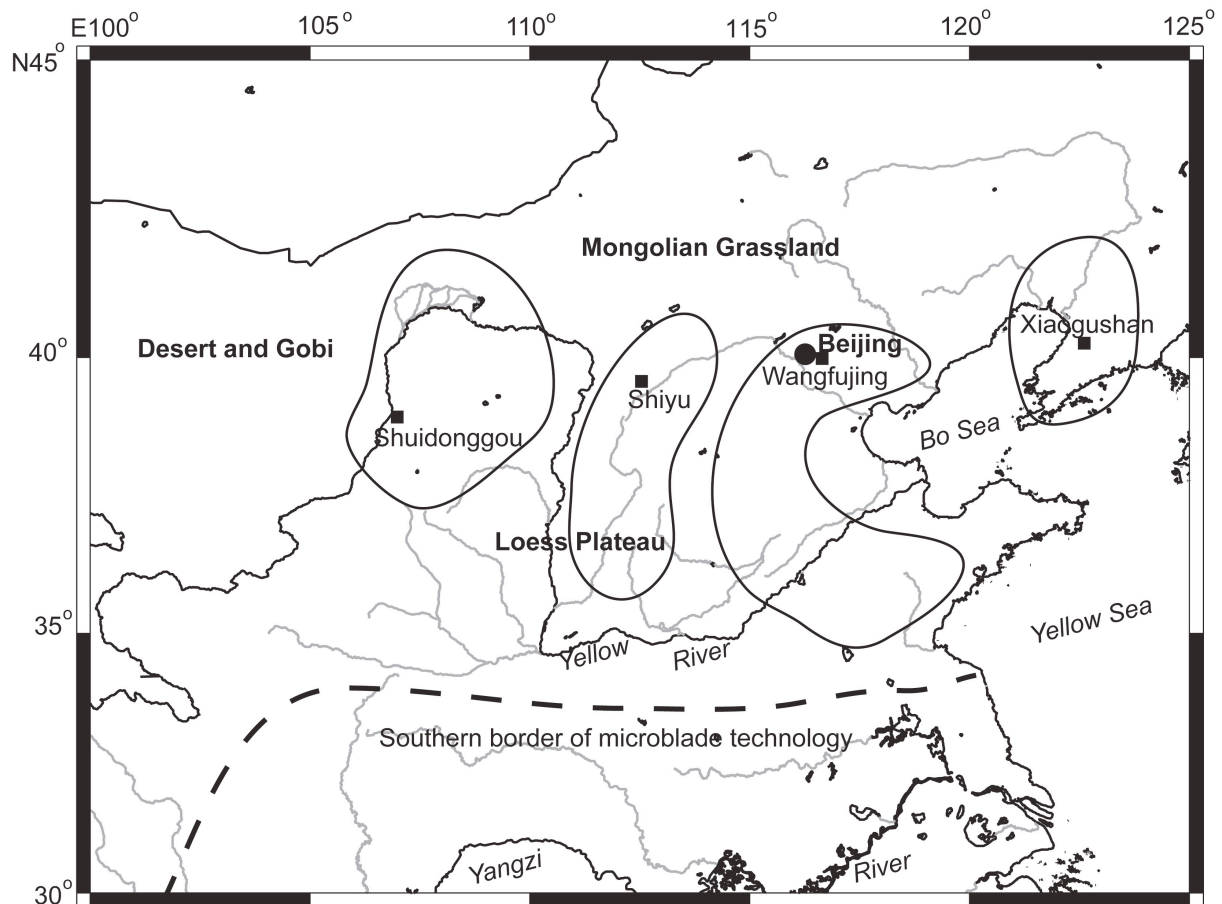 E100° 105° 110° 115° 120° 125°
N45°
Mongolian Grassland
Desert and Gobi
40°
Xiaogushan
Beijing
Wangfujing
Shiyu
Bo Sea
Shuidonggou
Loess Plateau
35°
Yellow Sea
Yellow River
Southern border of microblade technology
Yangzi River
30°